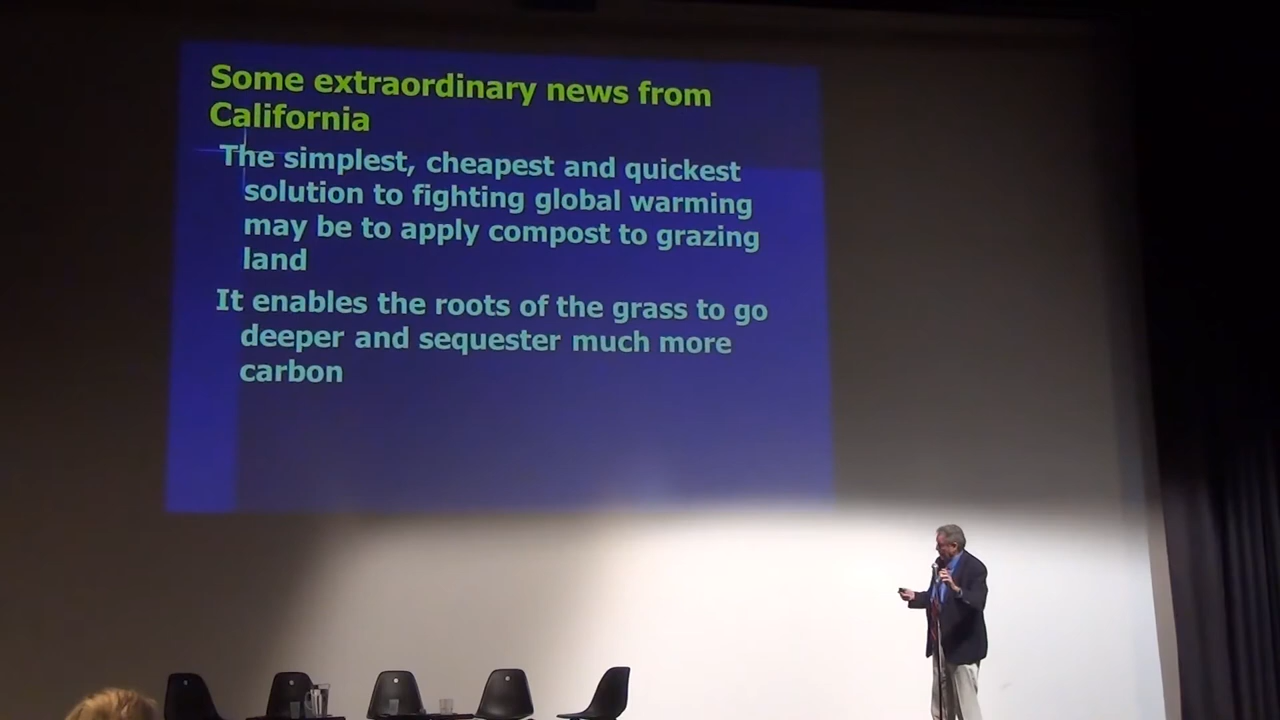 Some extraordinary news from
California
The simplest, cheapest and quickest
solution to fighting global warming
may be to apply compost to grazing
land
It enables the roots of the grass to go
deeper and sequester much more
carbon